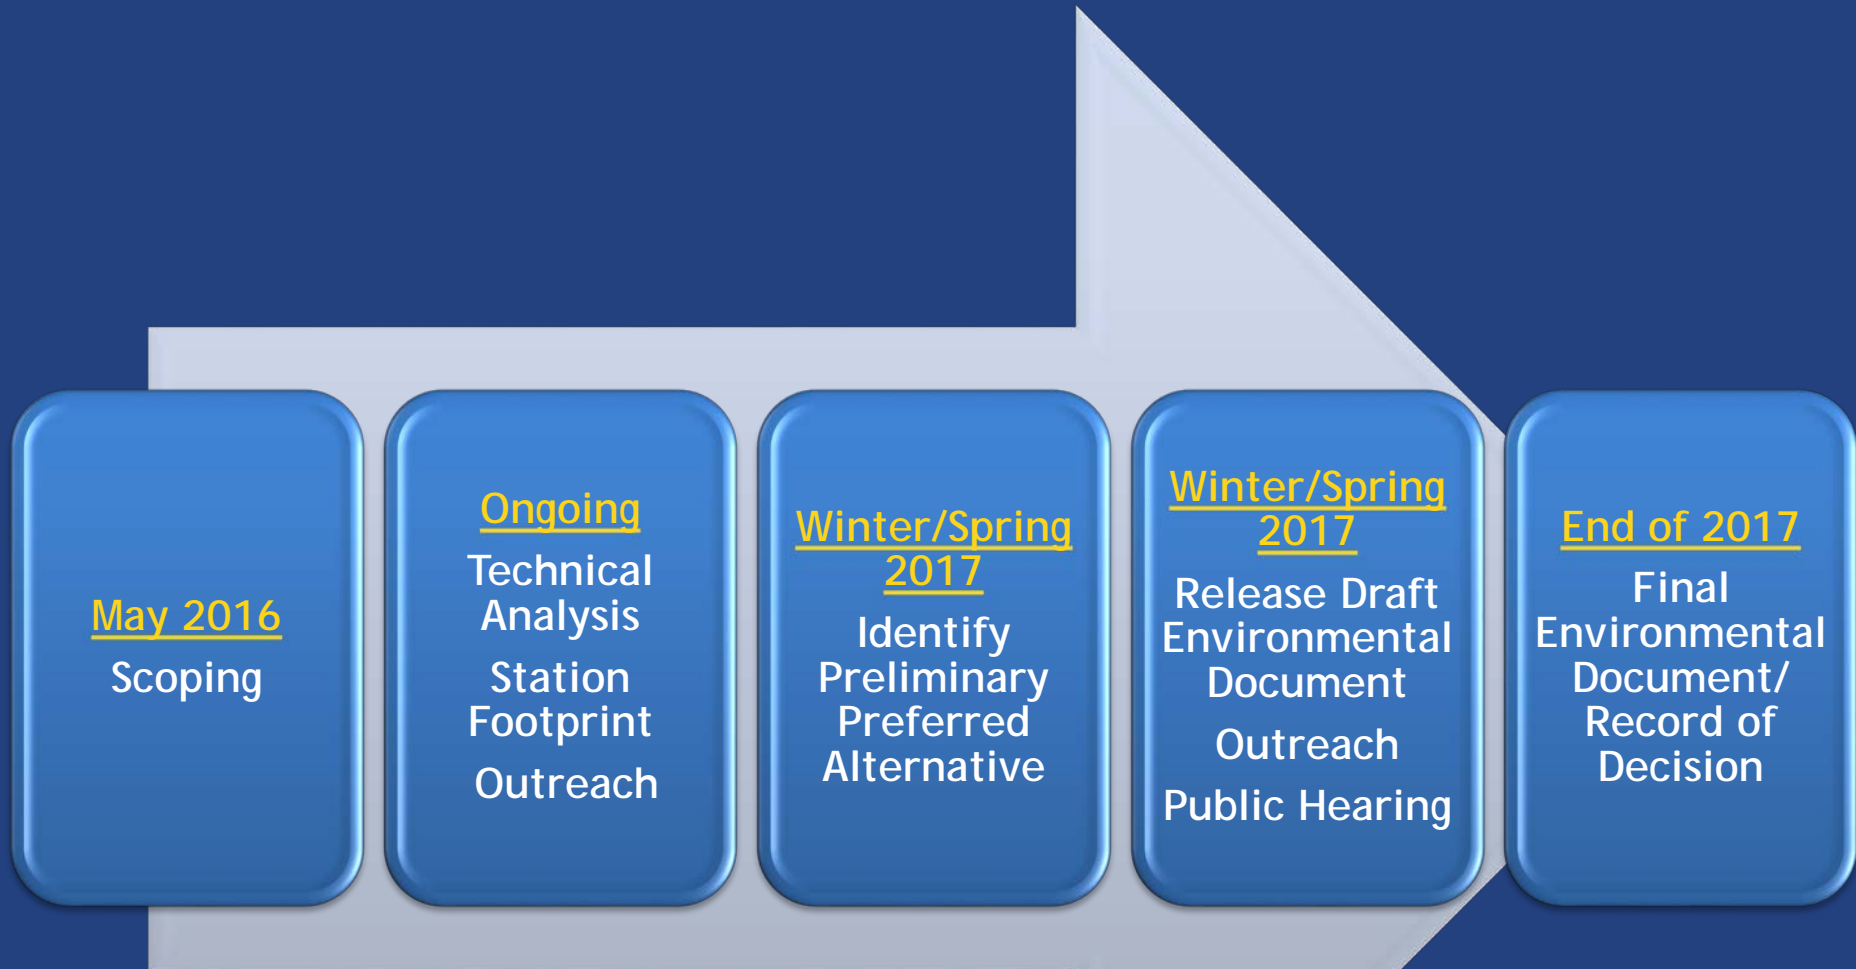 May 2016
Scoping
Ongoing
Technical
Analysis
Station
Footprint
Outreach
Winter/Spring
2017
Identify
Preliminary
Preferred
Alternative
Winter/Spring
2017
Release Draft
Environmental
Document
Outreach
Public Hearing
End of 2017
Final
Environmental
Document/
Record of
Decision